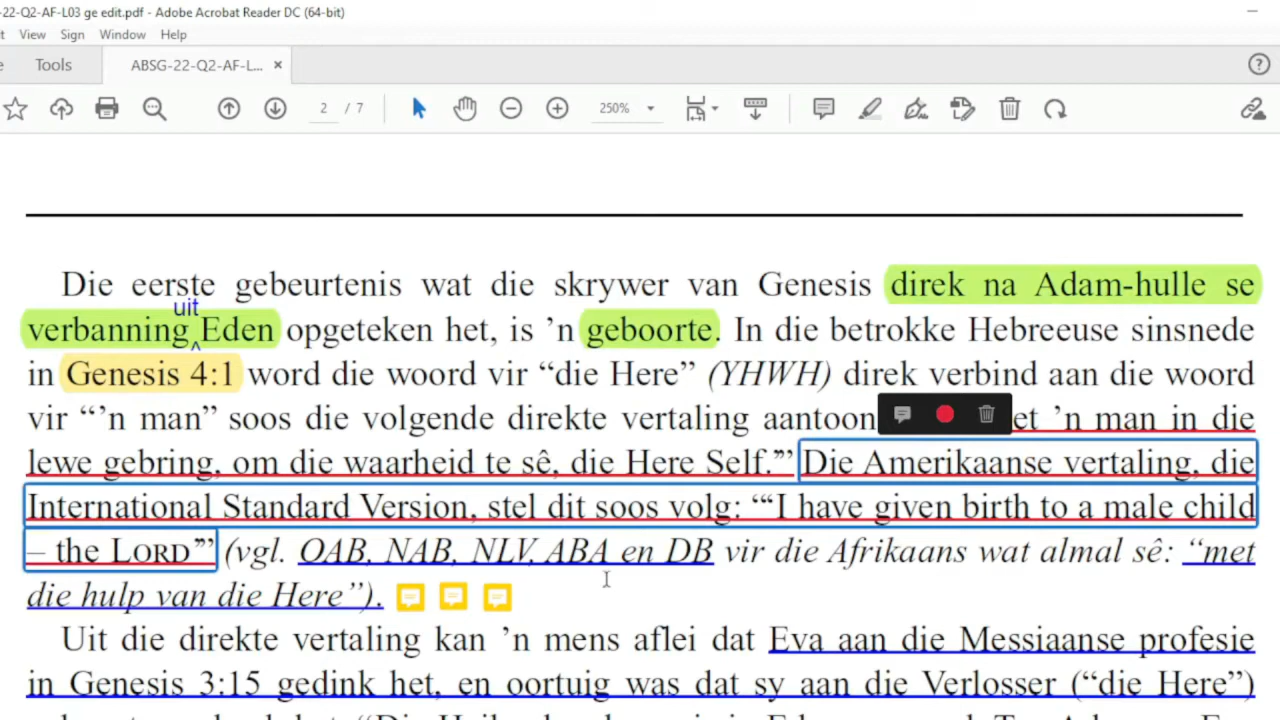 -22-Q2-AF-L03 ge edit.pdf - Adobe Acrobat Reader DC (64-bit)
t View Sign Window Help
e Tools ABSG-22-Q2-AF-L... ×
2 / 7 250%
Die eerste gebeurtenis wat die skrywer van Genesis direk na Adam-hulle se
uit
verbanning ^ Eden opgeteken het, is ’n geboorte. In die betrokke Hebreeuse sinsnede
in Genesis 4:1 word die woord vir “die Here” (YHWH) direk verbind aan die woord
vir “’n man” soos die volgende direkte vertaling aantoon et ’n man in die
lewe gebring, om die waarheid te sê, die Here Self.’” Die Amerikaanse vertaling, die
International Standard Version, stel dit soos volg: “‘I have given birth to a male child
– the LORD’” (vgl. OAB, NAB, NLV, ABA en DB vir die Afrikaans wat almal sê: “met
die hulp van die Here”).
Uit die direkte vertaling kan ’n mens aflei dat Eva aan die Messiaanse profesie
in Genesis 3:15 gedink het, en oortuig was dat sy aan die Verlosser (“die Here”)